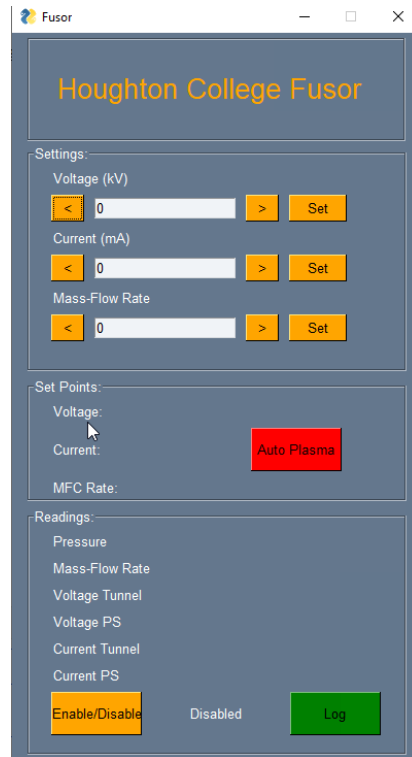 Fusor
Houghton College Fusor
Settings:
Voltage (kV)
< 0 > Set
Current (mA)
< 0 > Set
Mass-Flow Rate
< 0 > Set
Set Points:
Voltage:
Current: Auto Plasma
MFC Rate:
Readings:
Pressure
Mass-Flow Rate
Voltage Tunnel
Voltage PS
Current Tunnel
Current PS
Enable/Disable Disabled Log